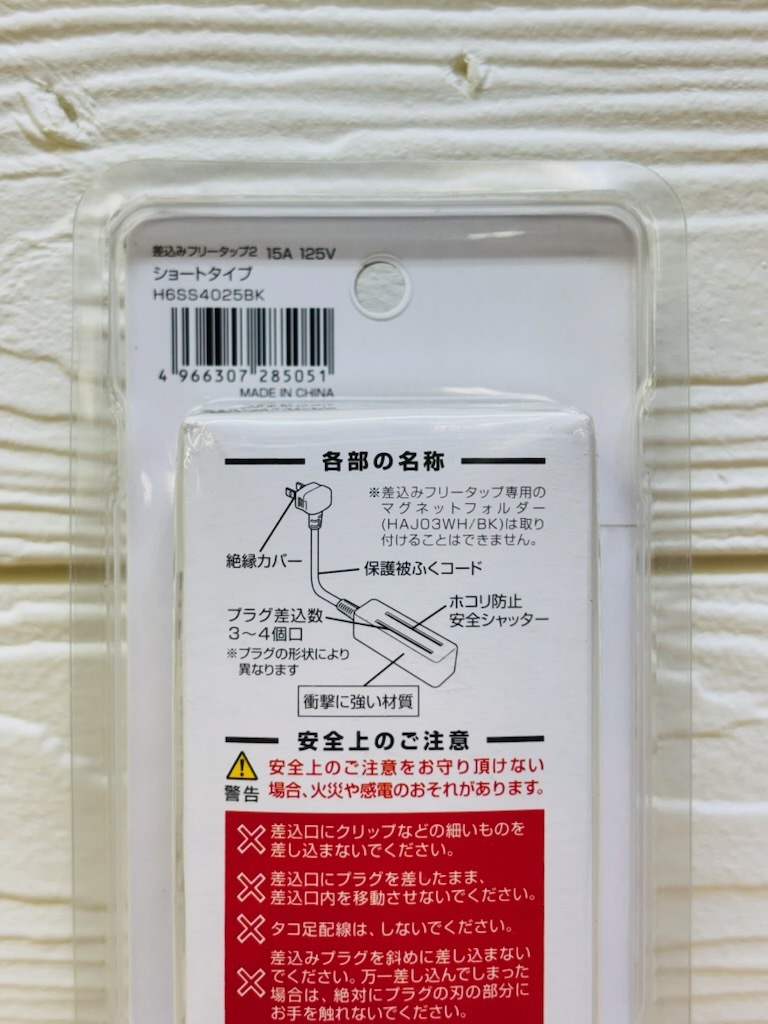 差込みフリータップ2 15A 125V
ショートタイプ
H6SS4025BK
4 966307 285051
MADE IN CHINA
各部の名称
※差込みフリータップ専用の
マグネットフォルダー
(HAJ03WH/BK)は取り
付けることはできません。
絶縁カバー
保護被ふくコード
プラグ差込数
3〜4個口
※プラグの形状により
異なります
ホコリ防止
安全シャッター
衝撃に強い材質
安全上のご注意
警告
安全上のご注意をお守り頂けない
場合、火災や感電のおそれがあります。
差込口にクリップなどの細いものを
差し込まないでください。
差込口にプラグを差したまま、
差込口内を移動させないでください。
タコ足配線は、しないでください。
差込みプラグを斜めに差し込まない
でください。万一差し込んでしまった
場合は、絶対にプラグの刃の部分に
お手を触れないでください。